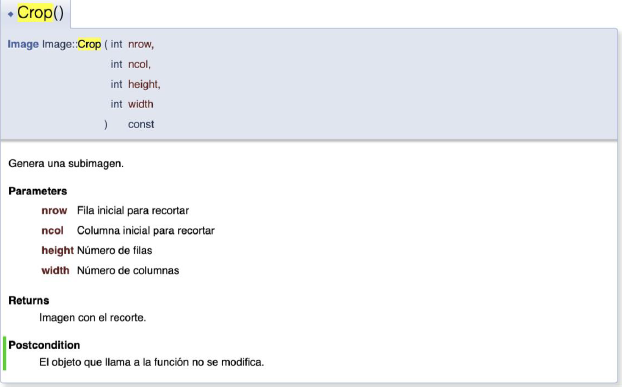 ◆ Crop()
Image Image::Crop ( int nrow,
int ncol,
int height,
int width
) const
Genera una subimagen.
Parameters
nrow Fila inicial para recortar
ncol Columna inicial para recortar
height Número de filas
width Número de columnas
Returns
Imagen con el recorte.
Postcondition
El objeto que llama a la función no se modifica.